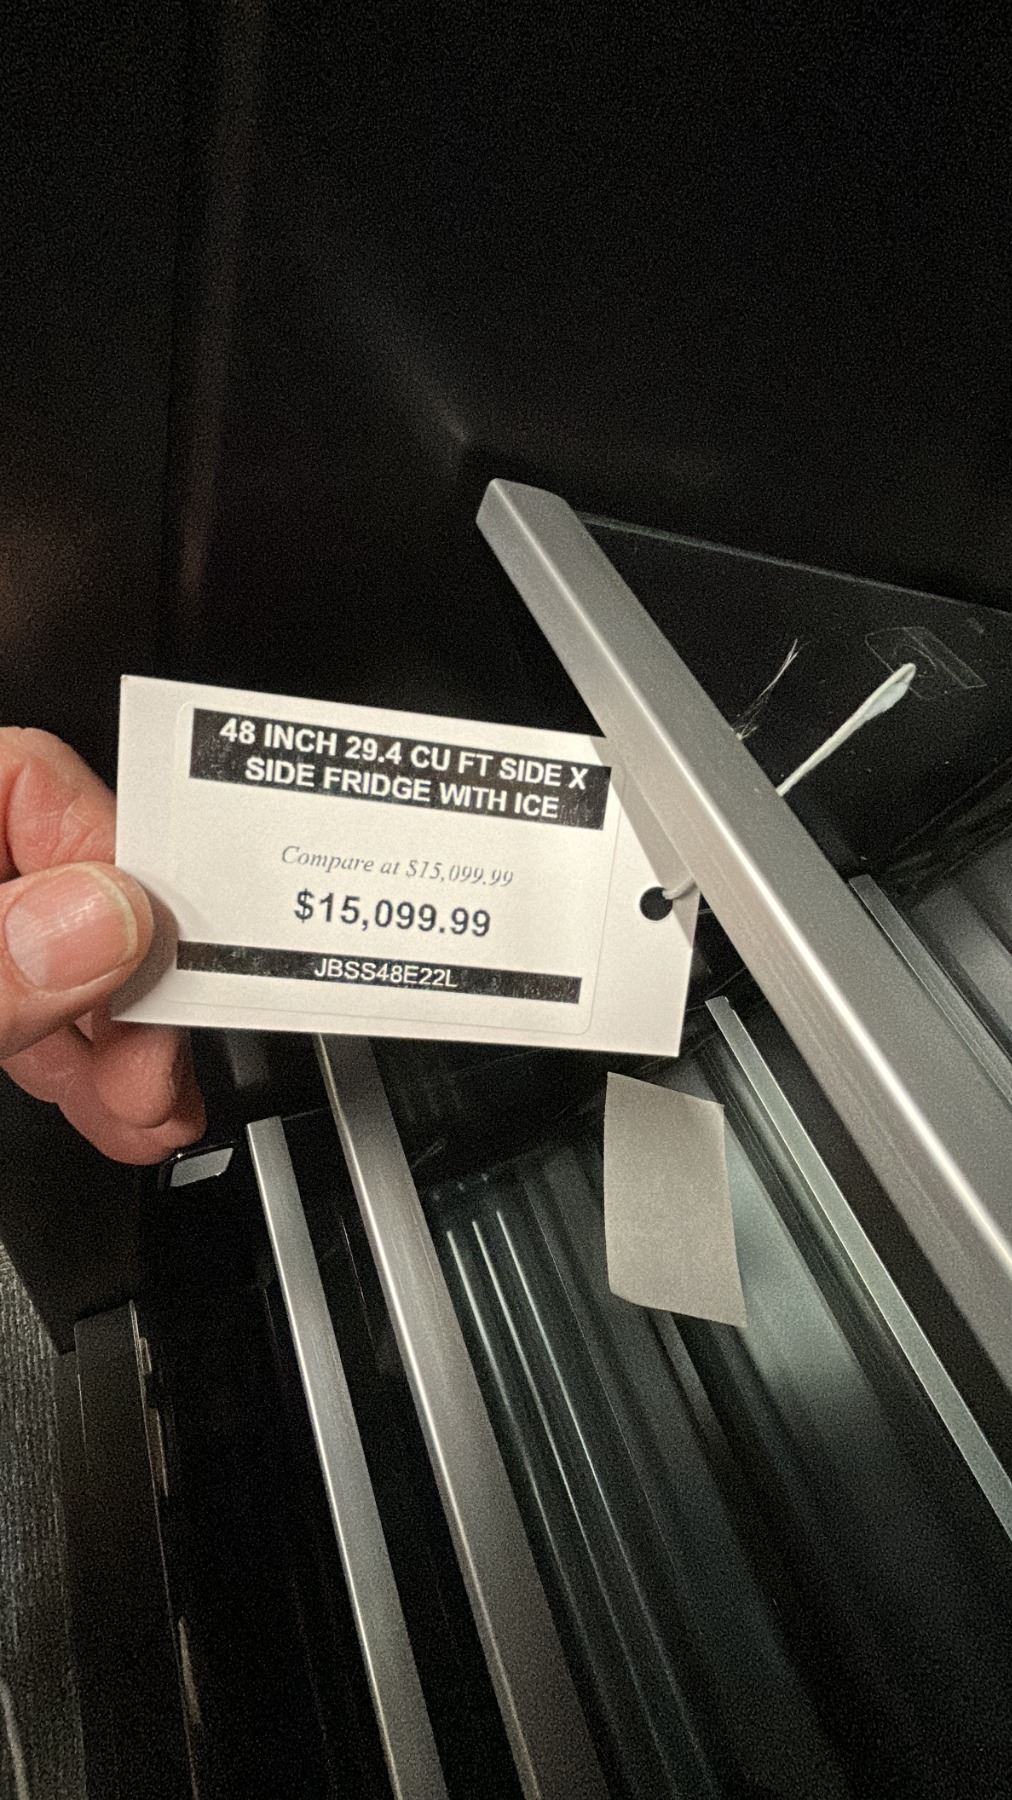 48 INCH 29.4 CU FT SIDE X
SIDE FRIDGE WITH ICE
Compare at $15,099.99
$15,099.99
JBSS48E22L